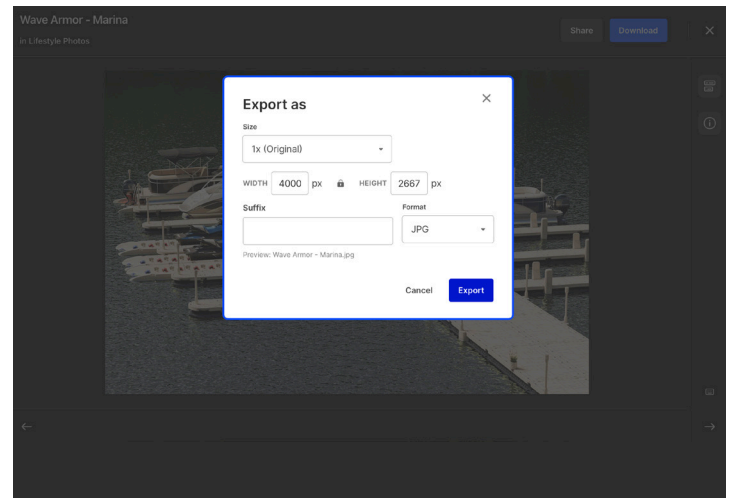 Wave Armor - Marina
in Lifestyle Photos
Share
Download
Export as
Size
1x (Original)
WIDTH 4000 px HEIGHT 2667 px
Suffix
Format
JPG
Preview: Wave Armor - Marina.jpg
Cancel
Export